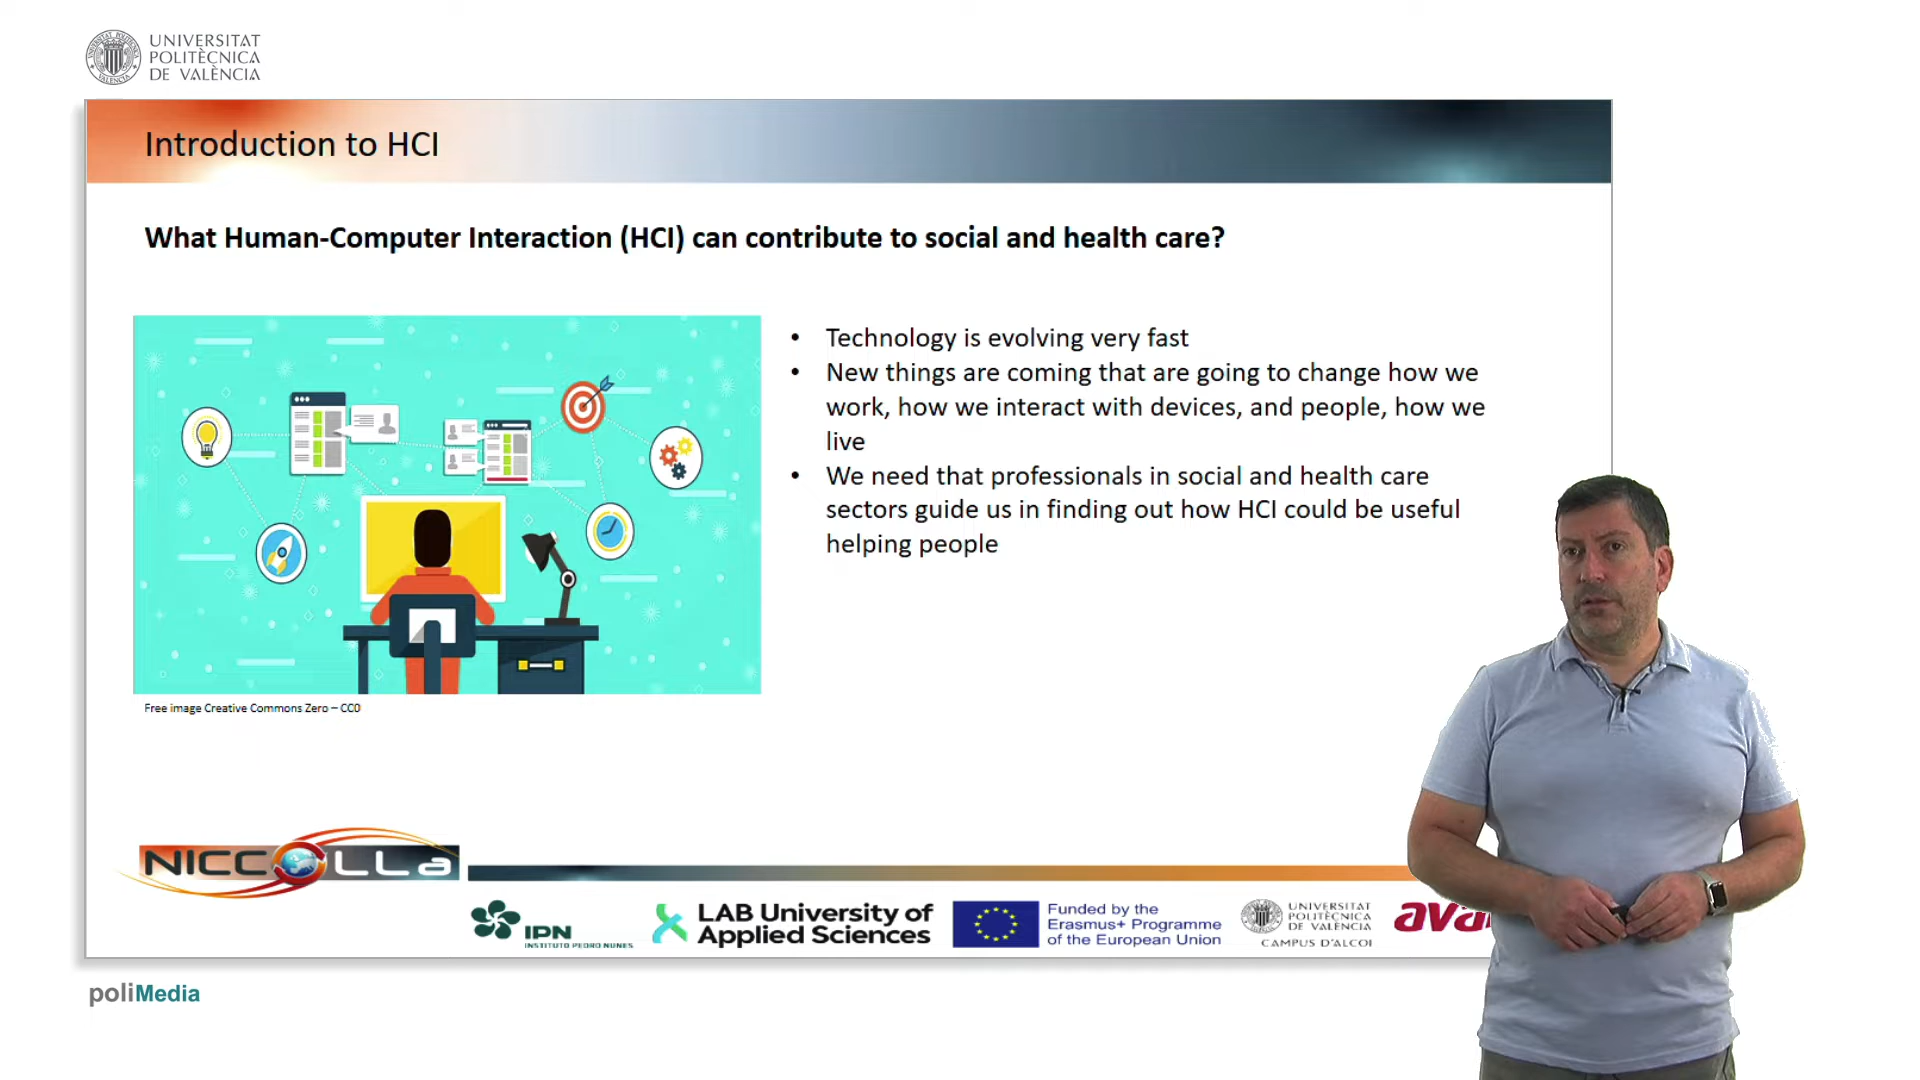 UNIVERSITAT
POLITÈCNICA
DE VALÈNCIA
Introduction to HCI
What Human-Computer Interaction (HCI) can contribute to social and health care?
• Technology is evolving very fast
• New things are coming that are going to change how we
work, how we interact with devices, and people, how we
live
• We need that professionals in social and health care
sectors guide us in finding out how HCI could be useful
helping people
Free image Creative Commons Zero – CC0
NICCOLLa
IPN
INSTITUTO PEDRO NUNES
LAB University of
Applied Sciences
Funded by the
Erasmus+ Programme
of the European Union
UNIVERSITAT
POLITÈCNICA
DE VALÈNCIA
CAMPUS D'ALCOI
poliMedia